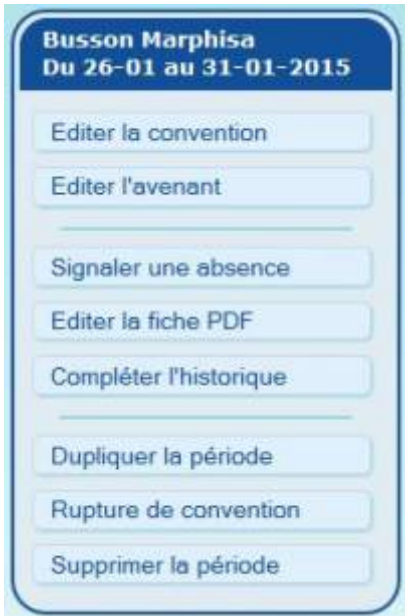 Busson Marphisa
Du 26-01 au 31-01-2015
Editer la convention
Editer l'avenant
Signaler une absence
Editer la fiche PDF
Compléter l'historique
Dupliquer la période
Rupture de convention
Supprimer la période